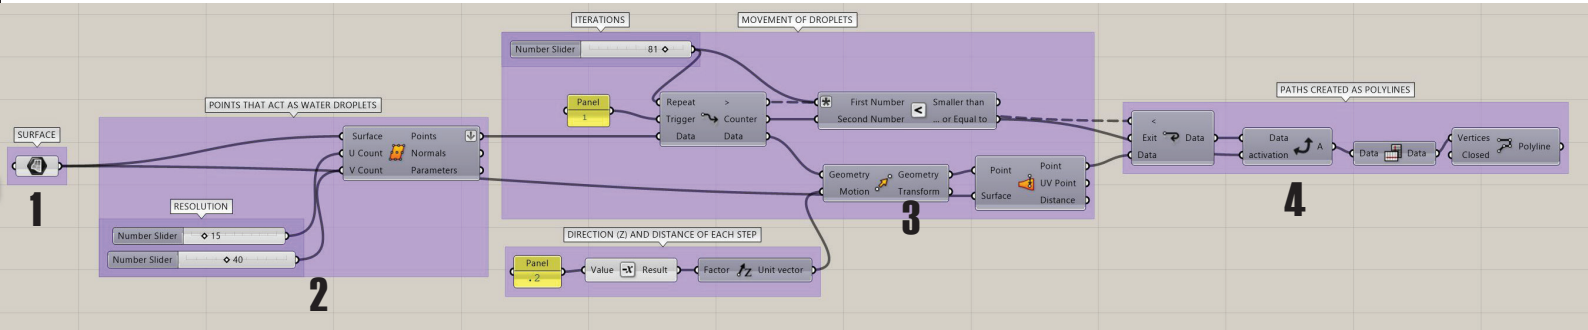 ITERATIONS
MOVEMENT OF DROPLETS
Number Slider 81
POINTS THAT ACT AS WATER DROPLETS
PATHS CREATED AS POLYLINES
SURFACE
1
Surface Points
U Count Normals
V Count Parameters
RESOLUTION
Number Slider 15
Number Slider 40
2
Panel
1
Repeat >
Trigger Counter
Data Data
* First Number < Smaller than
Second Number ... or Equal to
Geometry Geometry
Motion Transform
Point Point
UV Point
Surface
Distance
3
DIRECTION (Z) AND DISTANCE OF EACH STEP
Panel
.2
Value -x Result
Factor Z Unit vector
<
Exit Data
Data
Data A
activation
Data Data
Vertices Polyline
Closed
4